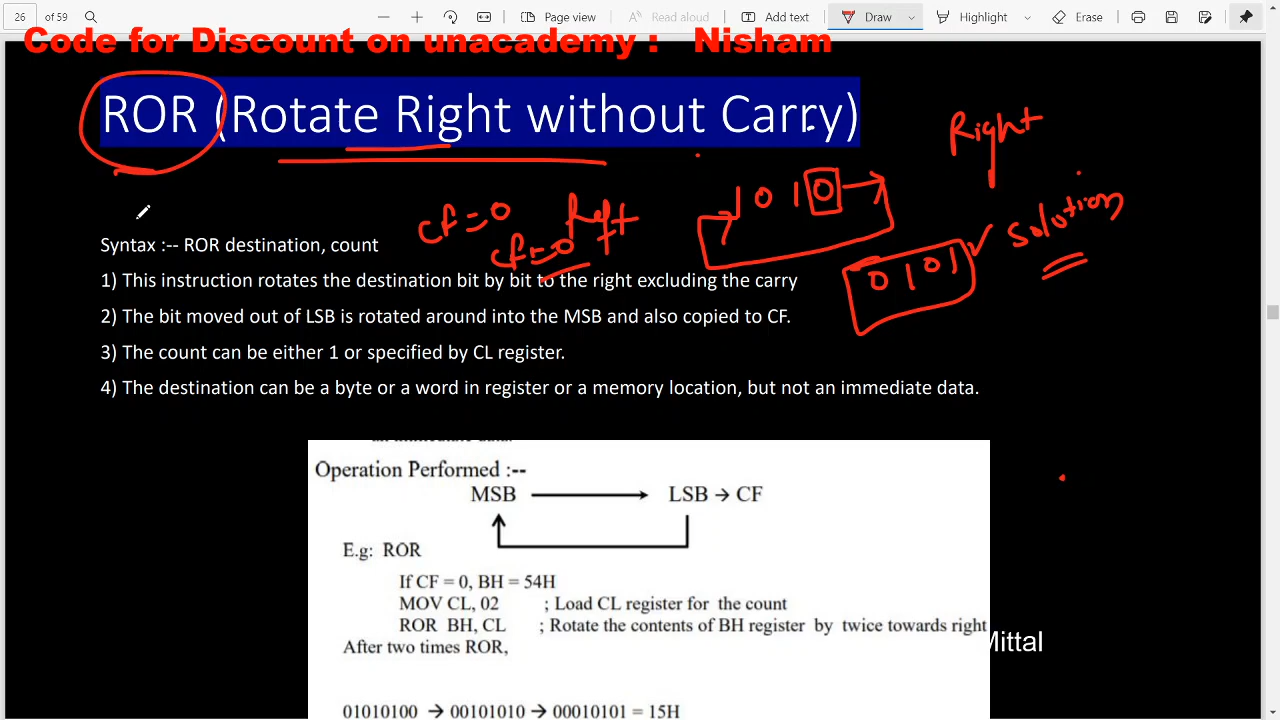 26 of 59 Page view Read aloud Add text Draw Highlight Erase
Code for Discount on unacademy : Nisham
ROR (Rotate Right without Carry)
Right
1 0 1 0
cf=0
cf=0
0 1 0 1
Solution
Syntax :-- ROR destination, count
1) This instruction rotates the destination bit by bit to the right excluding the carry
2) The bit moved out of LSB is rotated around into the MSB and also copied to CF.
3) The count can be either 1 or specified by CL register.
4) The destination can be a byte or a word in register or a memory location, but not an immediate data.
Operation Performed :--
MSB LSB → CF
E.g: ROR
If CF = 0, BH = 54H
MOV CL, 02 ; Load CL register for the count
ROR BH, CL ; Rotate the contents of BH register by twice towards right
After two times ROR,
Mittal
01010100 → 00101010 → 00010101 = 15H